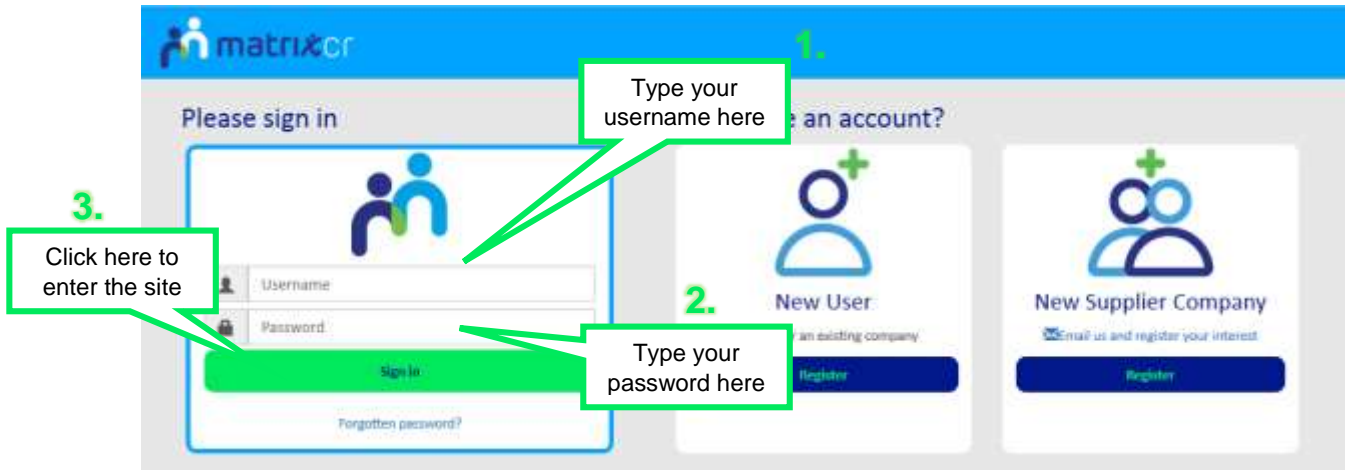 matrixcr
1.
Type your
username here
Please sign in
an account?
3.
Click here to
enter the site
Username
Password
Sign in
Forgotten password?
2.
Type your
password here
New User
an existing company
Register
New Supplier Company
Email us and register your interest
Register